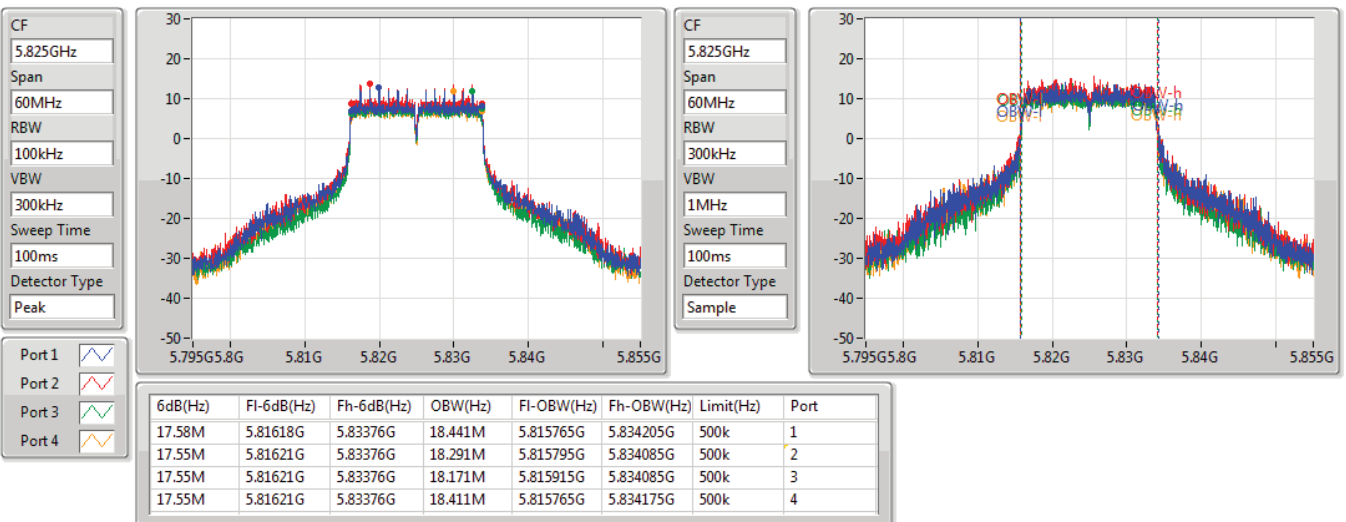 CF
5.825GHz
Span
60MHz
RBW
100kHz
VBW
300kHz
Sweep Time
100ms
Detector Type
Peak
30
20
10
0
-10
-20
-30
-40
-50
5.795G 5.8G 5.81G 5.82G 5.83G 5.84G 5.855G
CF
5.825GHz
Span
60MHz
RBW
300kHz
VBW
1MHz
Sweep Time
100ms
Detector Type
Sample
30
20
10
0
-10
-20
-30
-40
-50
OBW-l
OBW-h
5.795G 5.8G 5.81G 5.82G 5.83G 5.84G 5.855G
Port 1
Port 2
Port 3
Port 4
6dB(Hz) Fl-6dB(Hz) Fh-6dB(Hz) OBW(Hz) Fl-OBW(Hz) Fh-OBW(Hz) Limit(Hz) Port
17.58M 5.81618G 5.83376G 18.441M 5.815765G 5.834205G 500k 1
17.55M 5.81621G 5.83376G 18.291M 5.815795G 5.834085G 500k 2
17.55M 5.81621G 5.83376G 18.171M 5.815915G 5.834085G 500k 3
17.55M 5.81621G 5.83376G 18.411M 5.815765G 5.834175G 500k 4